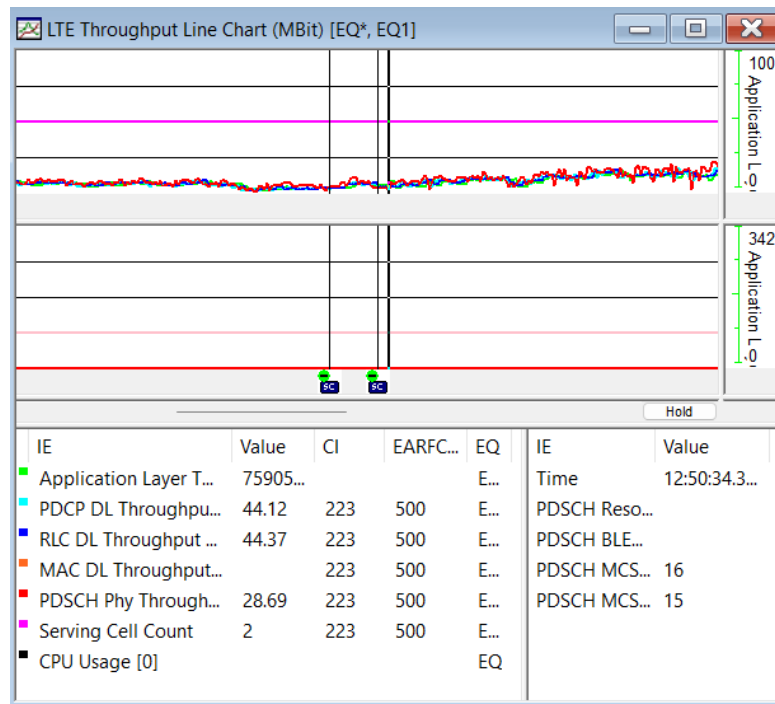 LTE Throughput Line Chart (MBit) [EQ*, EQ1]
100
Application L
342
Application L
SC SC
Hold
IE Value CI EARFC... EQ IE Value
Application Layer T... 75905... E... Time 12:50:34.3...
PDCP DL Throughpu... 44.12 223 500 E... PDSCH Reso...
RLC DL Throughput ... 44.37 223 500 E... PDSCH BLE...
MAC DL Throughput... 223 500 E... PDSCH MCS... 16
PDSCH Phy Through... 28.69 223 500 E... PDSCH MCS... 15
Serving Cell Count 2 223 500 E...
CPU Usage [0] EQ